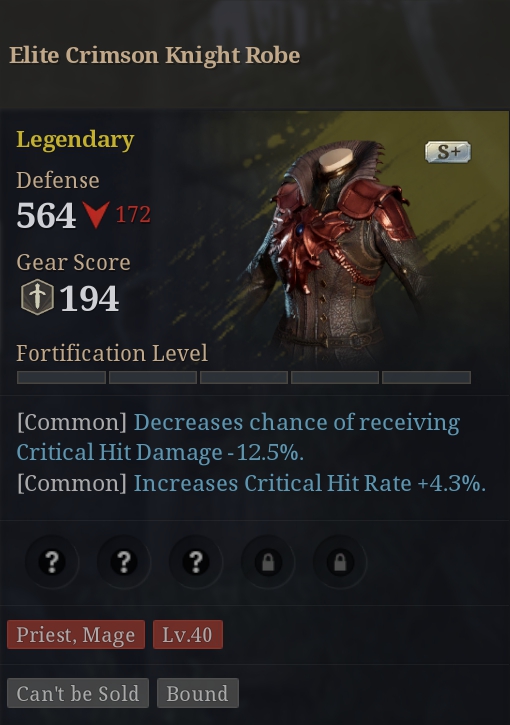 Elite Crimson Knight Robe
Legendary
S+
Defense
564 172
Gear Score
194
Fortification Level
[Common] Decreases chance of receiving
Critical Hit Damage -12.5%.
[Common] Increases Critical Hit Rate +4.3%.
? ? ?
Priest, Mage Lv.40
Can't be Sold Bound